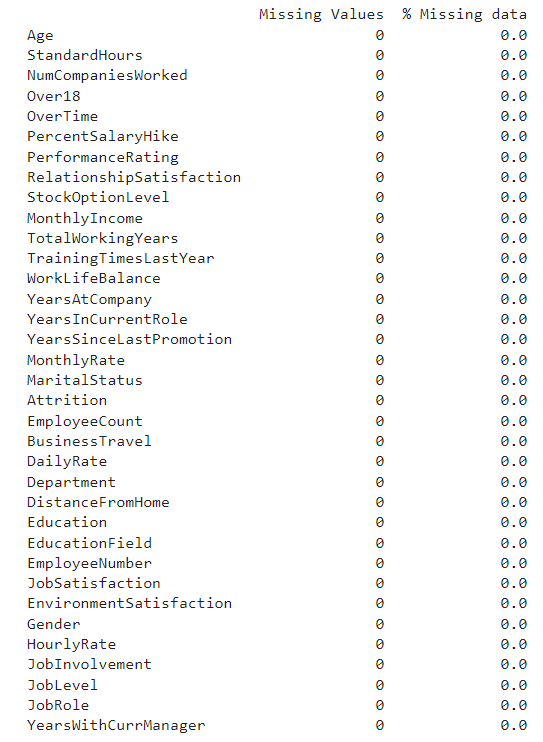 Missing Values % Missing data
Age 0 0.0
StandardHours 0 0.0
NumCompaniesWorked 0 0.0
Over18 0 0.0
OverTime 0 0.0
PercentSalaryHike 0 0.0
PerformanceRating 0 0.0
RelationshipSatisfaction 0 0.0
StockOptionLevel 0 0.0
MonthlyIncome 0 0.0
TotalWorkingYears 0 0.0
TrainingTimesLastYear 0 0.0
WorkLifeBalance 0 0.0
YearsAtCompany 0 0.0
YearsInCurrentRole 0 0.0
YearsSinceLastPromotion 0 0.0
MonthlyRate 0 0.0
MaritalStatus 0 0.0
Attrition 0 0.0
EmployeeCount 0 0.0
BusinessTravel 0 0.0
DailyRate 0 0.0
Department 0 0.0
DistanceFromHome 0 0.0
Education 0 0.0
EducationField 0 0.0
EmployeeNumber 0 0.0
JobSatisfaction 0 0.0
EnvironmentSatisfaction 0 0.0
Gender 0 0.0
HourlyRate 0 0.0
JobInvolvement 0 0.0
JobLevel 0 0.0
JobRole 0 0.0
YearsWithCurrManager 0 0.0